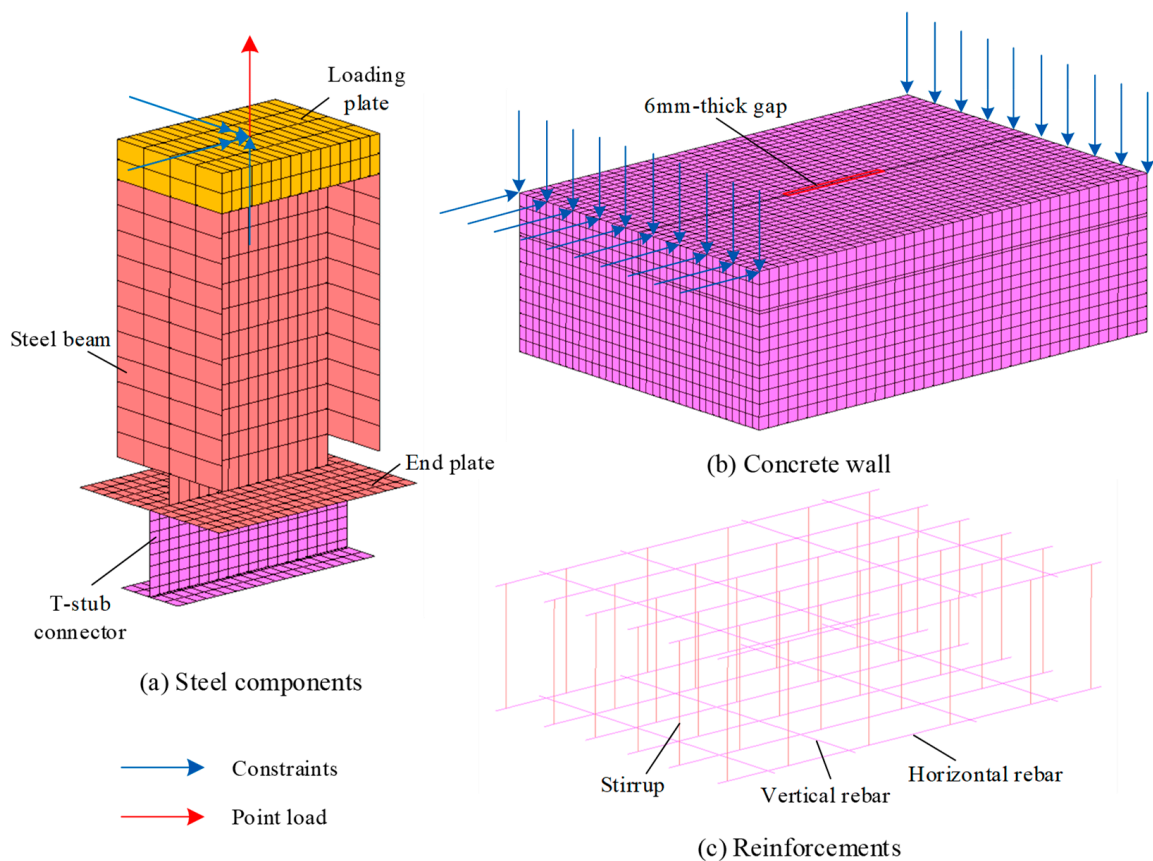 Loading
plate
6mm-thick gap
Steel beam
End plate
(b) Concrete wall
T-stub
connector
(a) Steel components
Stirrup
Vertical rebar
Horizontal rebar
Constraints
Point load
(c) Reinforcements